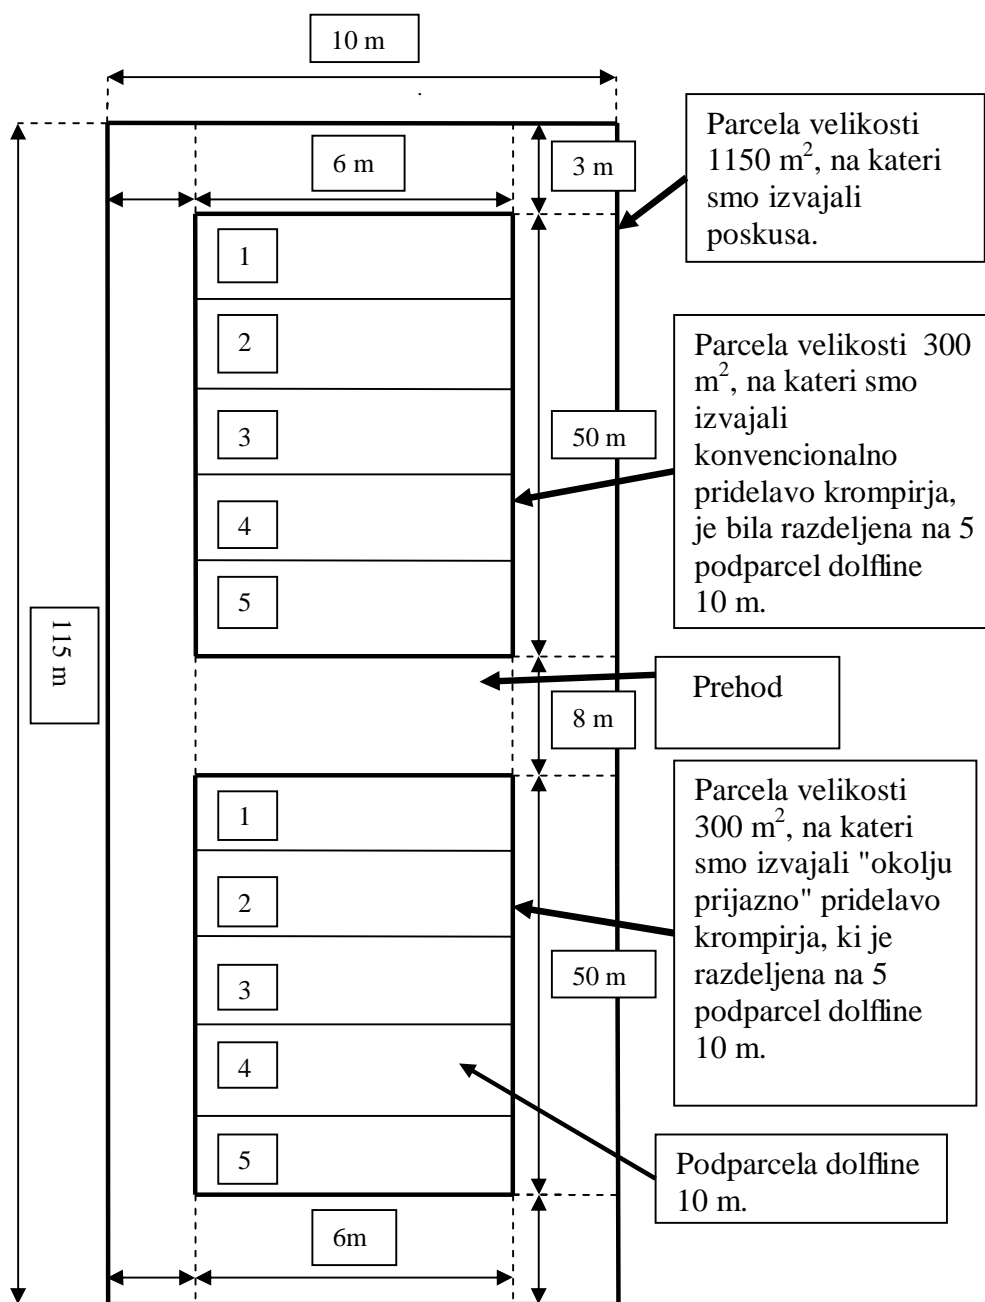 10 m
6 m
3 m
Parcela velikosti
1150 m², na kateri
smo izvajali
poskusa.
1
2
3
4
5
50 m
Parcela velikosti 300
m², na kateri smo
izvajali
konvencionalno
pridelavo krompirja,
je bila razdeljena na 5
podparcel dolfline
10 m.
115 m
8 m
Prehod
1
2
3
4
5
50 m
Parcela velikosti
300 m², na kateri
smo izvajali "okolju
prijazno" pridelavo
krompirja, ki je
razdeljena na 5
podparcel dolfline
10 m.
Podparcela dolfline
10 m.
6m